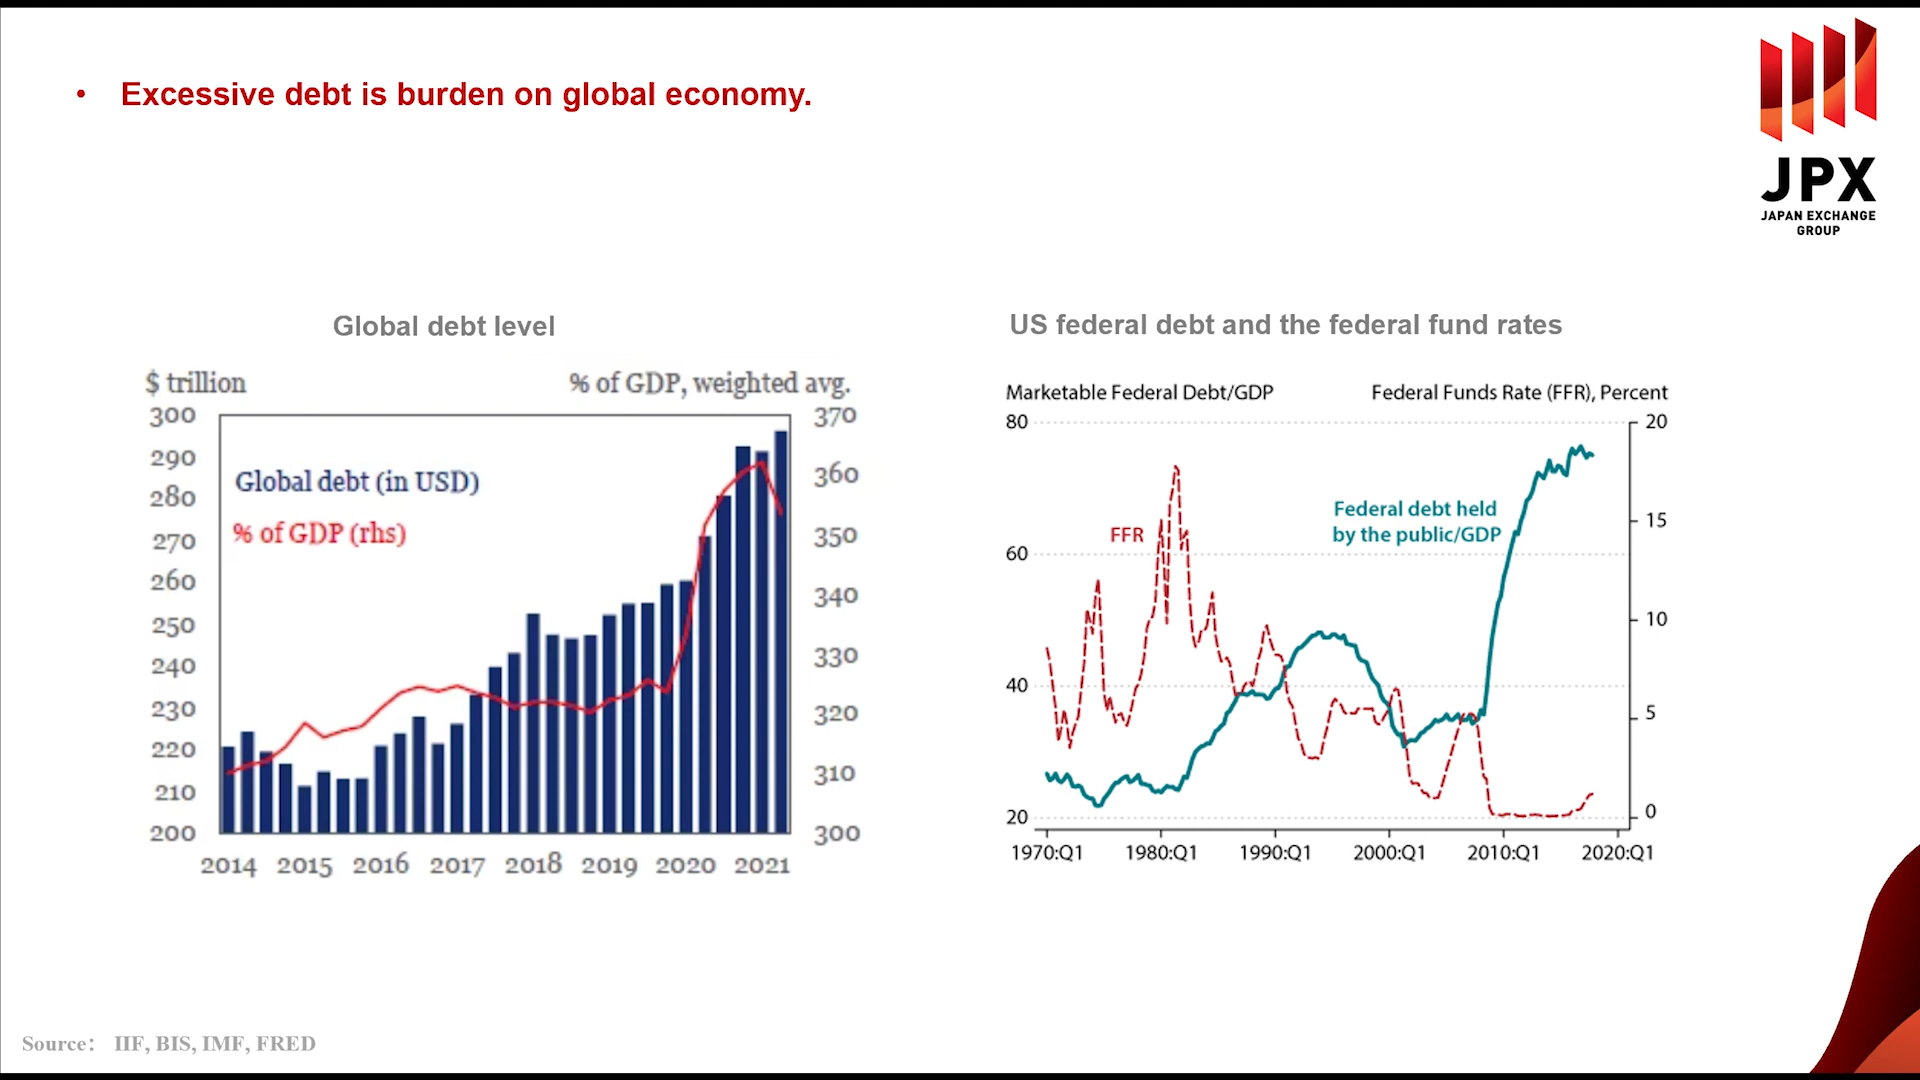 • Excessive debt is burden on global economy.
JPX
JAPAN EXCHANGE
GROUP
Global debt level
$ trillion
% of GDP, weighted avg.
300
290
280
270
260
250
240
230
220
210
200
Global debt (in USD)
% of GDP (rhs)
370
360
350
340
330
320
310
300
2014 2015 2016 2017 2018 2019 2020 2021
US federal debt and the federal fund rates
Marketable Federal Debt/GDP
Federal Funds Rate (FFR), Percent
80
60
40
20
FFR
Federal debt held
by the public/GDP
20
15
10
5
0
1970:Q1 1980:Q1 1990:Q1 2000:Q1 2010:Q1 2020:Q1
Source: IIF, BIS, IMF, FRED